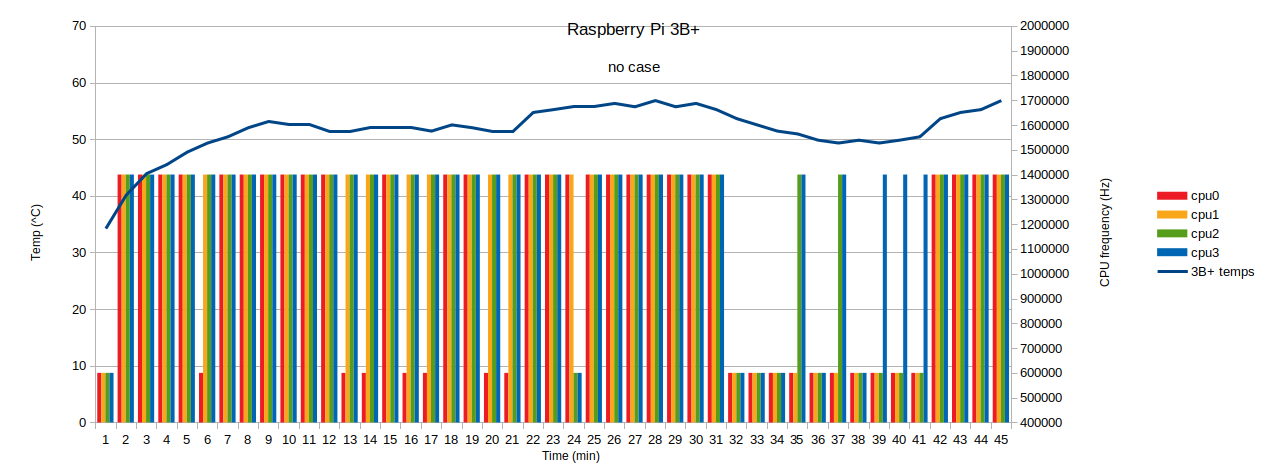 Raspberry Pi 3B+
no case
70
60
50
40
30
20
10
0
Temp (^C)
2000000
1900000
1800000
1700000
1600000
1500000
1400000
1300000
1200000
1100000
1000000
900000
800000
700000
600000
500000
400000
CPU frequency (Hz)
1 2 3 4 5 6 7 8 9 10 11 12 13 14 15 16 17 18 19 20 21 22 23 24 25 26 27 28 29 30 31 32 33 34 35 36 37 38 39 40 41 42 43 44 45
Time (min)
cpu0
cpu1
cpu2
cpu3
3B+ temps